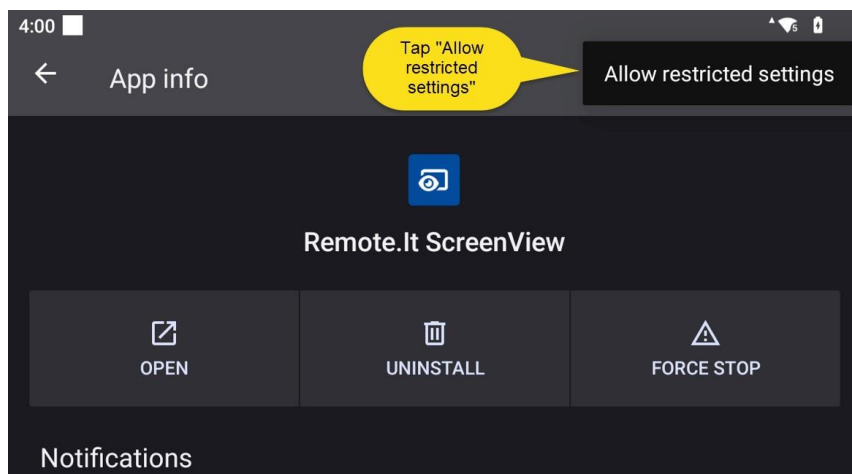 4:00
App info
Tap "Allow
restricted
settings"
Allow restricted settings
Remote.It ScreenView
OPEN
UNINSTALL
FORCE STOP
Notifications